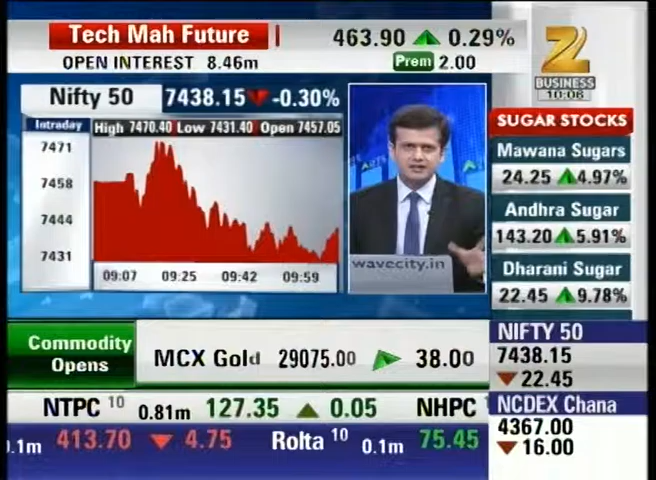 Tech Mah Future
463.90 0.29%
OPEN INTEREST 8.46m
Prem 2.00
Z
BUSINESS
10:06
Nifty 50 7438.15 -0.30%
Intraday High 7470.40 Low 7431.40 Open 7457.05
7471
7458
7444
7431
09:07 09:25 09:42 09:59
wavecity.in
SUGAR STOCKS
Mawana Sugars
24.25 4.97%
Andhra Sugar
143.20 5.91%
Dharani Sugar
22.45 9.78%
Commodity
Opens
MCX Gold 29075.00 38.00
NIFTY 50
7438.15
22.45
NCDEX Chana
4367.00
16.00
NTPC 10 0.81m 127.35 0.05 NHPC
.1m 413.70 4.75 Rolta 10 0.1m 75.45